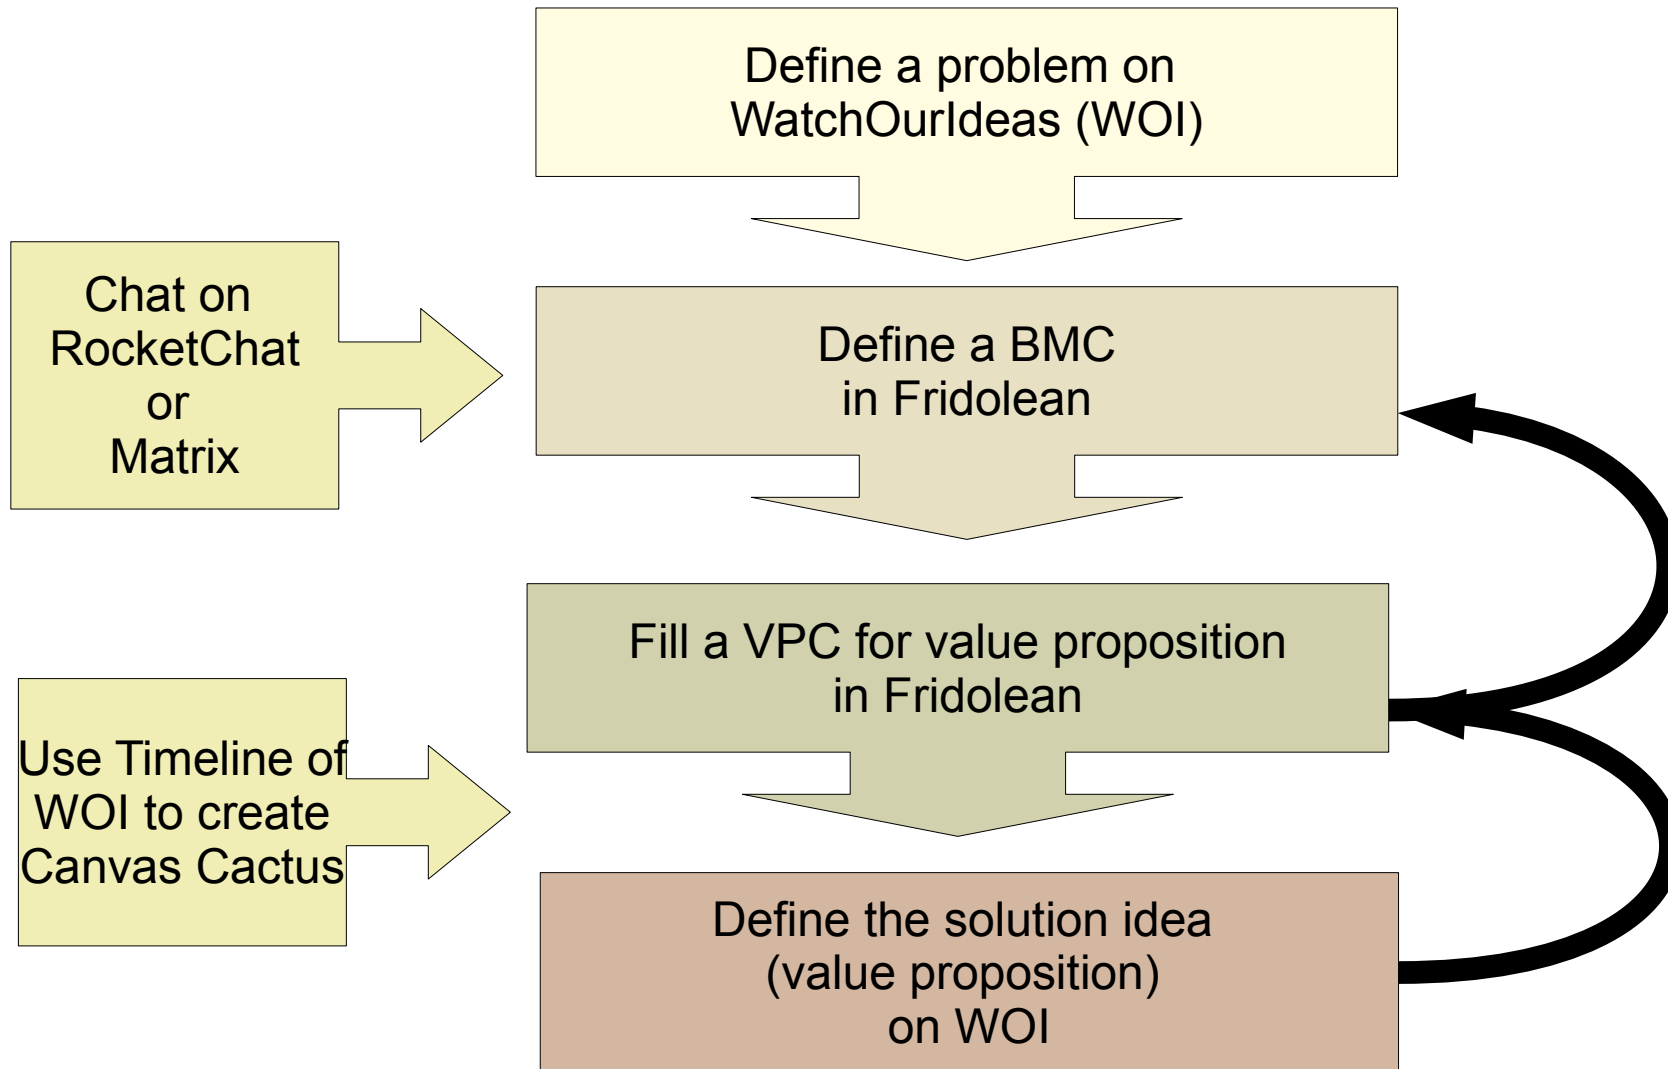 Define a problem on
WatchOurIdeas (WOI)
Chat on
RocketChat
or
Matrix
Define a BMC
in Fridolean
Fill a VPC for value proposition
in Fridolean
Use Timeline of
WOI to create
Canvas Cactus
Define the solution idea
(value proposition)
on WOI